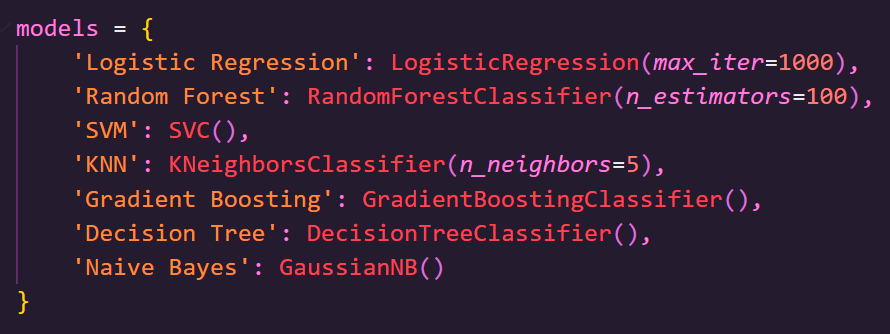 models = {
    'Logistic Regression': LogisticRegression(max_iter=1000),
    'Random Forest': RandomForestClassifier(n_estimators=100),
    'SVM': SVC(),
    'KNN': KNeighborsClassifier(n_neighbors=5),
    'Gradient Boosting': GradientBoostingClassifier(),
    'Decision Tree': DecisionTreeClassifier(),
    'Naive Bayes': GaussianNB()
}